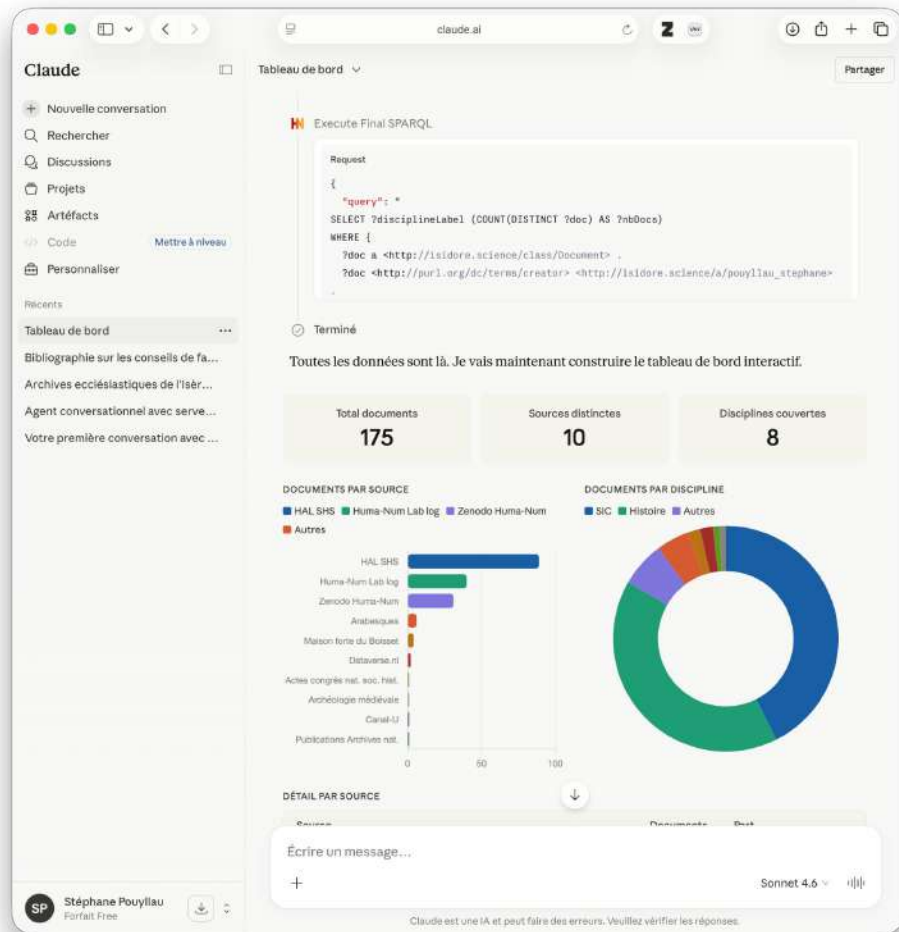 claude.ai
Claude
Tableau de bord
Partager
Nouvelle conversation
Rechercher
Discussions
Projets
Artéfacts
Code
Mettre à niveau
Personnaliser
Récents
Tableau de bord
Bibliographie sur les conseils de fa...
Archives ecclésiastiques de l'Isèr...
Agent conversationnel avec serve...
Votre première conversation avec ...
Execute Final SPARQL
Request
{
"query": "
SELECT ?disciplineLabel (COUNT(DISTINCT ?doc) AS ?nbDocs)
WHERE {
?doc a <http://isidore.science/class/Document> .
?doc <http://purl.org/dc/terms/creator> <http://isidore.science/a/pouyllau_stephane>
.
Terminé
Toutes les données sont là. Je vais maintenant construire le tableau de bord interactif.
Total documents
175
Sources distinctes
10
Disciplines couvertes
8
DOCUMENTS PAR SOURCE
HAL SHS Huma-Num Lab log Zenodo Huma-Num
Autres
HAL SHS
Huma-Num Lab log
Zenodo Huma-Num
Arabesques
Maison forte du Boisset
Dataverse.nl
Actes congrès nat. soc. hist.
Archéologie médiévale
Canal-U
Publications Archives nat.
0 50 100
DOCUMENTS PAR DISCIPLINE
SIC Histoire Autres
DÉTAIL PAR SOURCE
Source Documents Part
Écrire un message...
Sonnet 4.6
SP
Stéphane Pouyllau
Forfait Free
Claude est une IA et peut faire des erreurs. Veuillez vérifier les réponses.